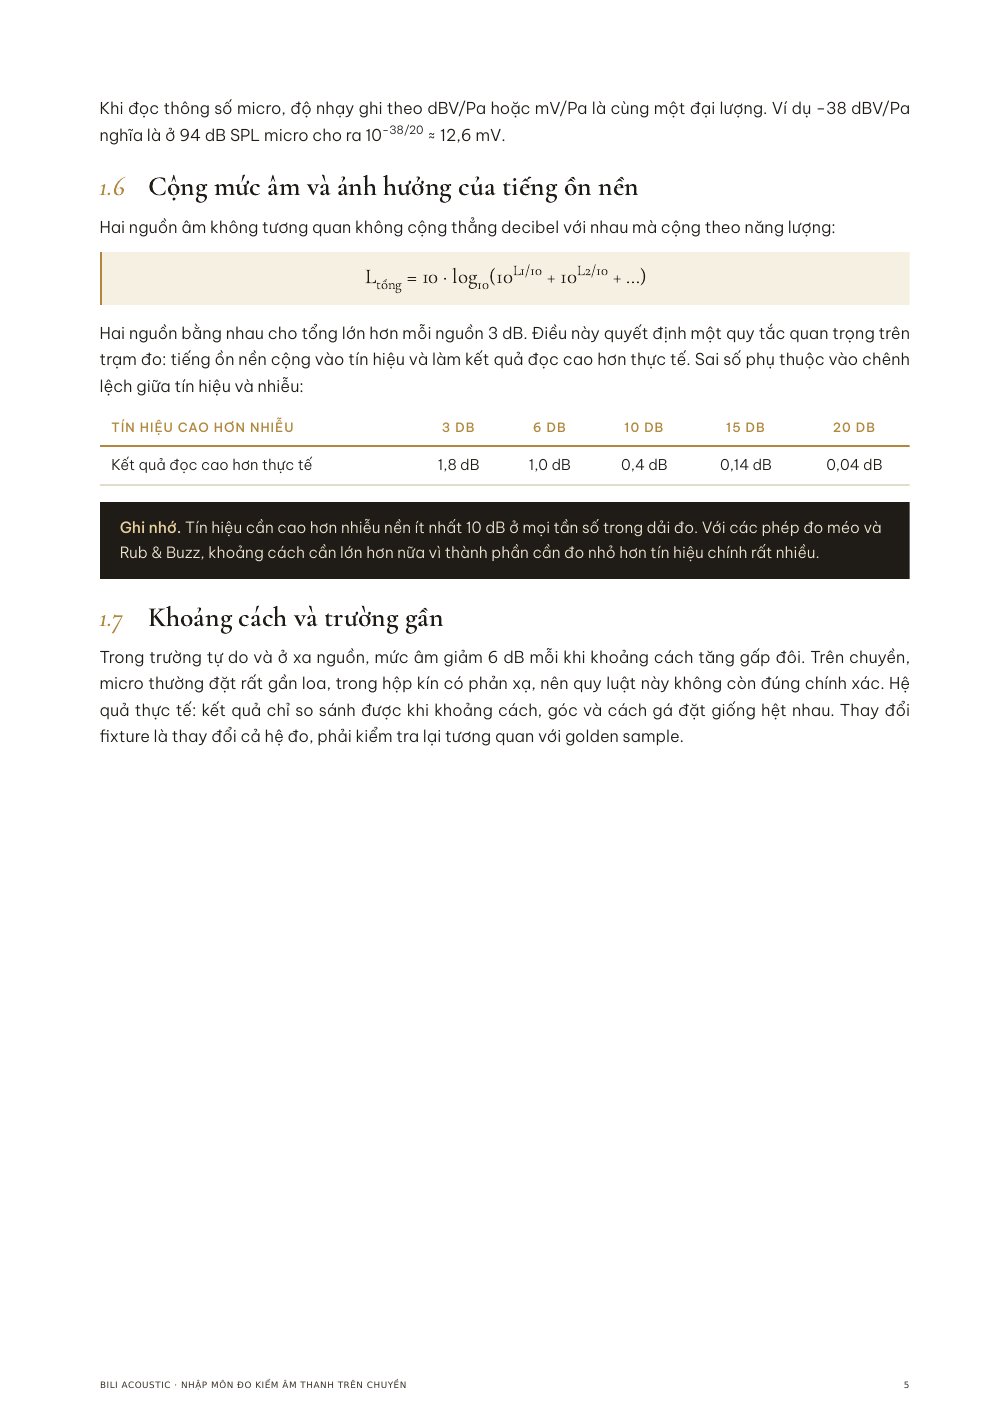 Khi đọc thông số micro, độ nhạy ghi theo dBV/Pa hoặc mV/Pa là cùng một đại lượng. Ví dụ −38 dBV/Pa
nghĩa là ở 94 dB SPL micro cho ra 10⁻³⁸/²⁰ ≈ 12,6 mV.
1.6 Cộng mức âm và ảnh hưởng của tiếng ồn nền
Hai nguồn âm không tương quan không cộng thẳng decibel với nhau mà cộng theo năng lượng:
Ltổng = 10 · log₁₀(10^L1/10 + 10^L2/10 + …)
Hai nguồn bằng nhau cho tổng lớn hơn mỗi nguồn 3 dB. Điều này quyết định một quy tắc quan trọng trên
trạm đo: tiếng ồn nền cộng vào tín hiệu và làm kết quả đọc cao hơn thực tế. Sai số phụ thuộc vào chênh
lệch giữa tín hiệu và nhiễu:
TÍN HIỆU CAO HƠN NHIỄU 3 DB 6 DB 10 DB 15 DB 20 DB
Kết quả đọc cao hơn thực tế 1,8 dB 1,0 dB 0,4 dB 0,14 dB 0,04 dB
Ghi nhớ. Tín hiệu cần cao hơn nhiễu nền ít nhất 10 dB ở mọi tần số trong dải đo. Với các phép đo méo và
Rub & Buzz, khoảng cách cần lớn hơn nữa vì thành phần cần đo nhỏ hơn tín hiệu chính rất nhiều.
1.7 Khoảng cách và trường gần
Trong trường tự do và ở xa nguồn, mức âm giảm 6 dB mỗi khi khoảng cách tăng gấp đôi. Trên chuyền,
micro thường đặt rất gần loa, trong hộp kín có phản xạ, nên quy luật này không còn đúng chính xác. Hệ
quả thực tế: kết quả chỉ so sánh được khi khoảng cách, góc và cách gá đặt giống hệt nhau. Thay đổi
fixture là thay đổi cả hệ đo, phải kiểm tra lại tương quan với golden sample.
BILI ACOUSTIC · NHẬP MÔN ĐO KIỂM ÂM THANH TRÊN CHUYỀN 5